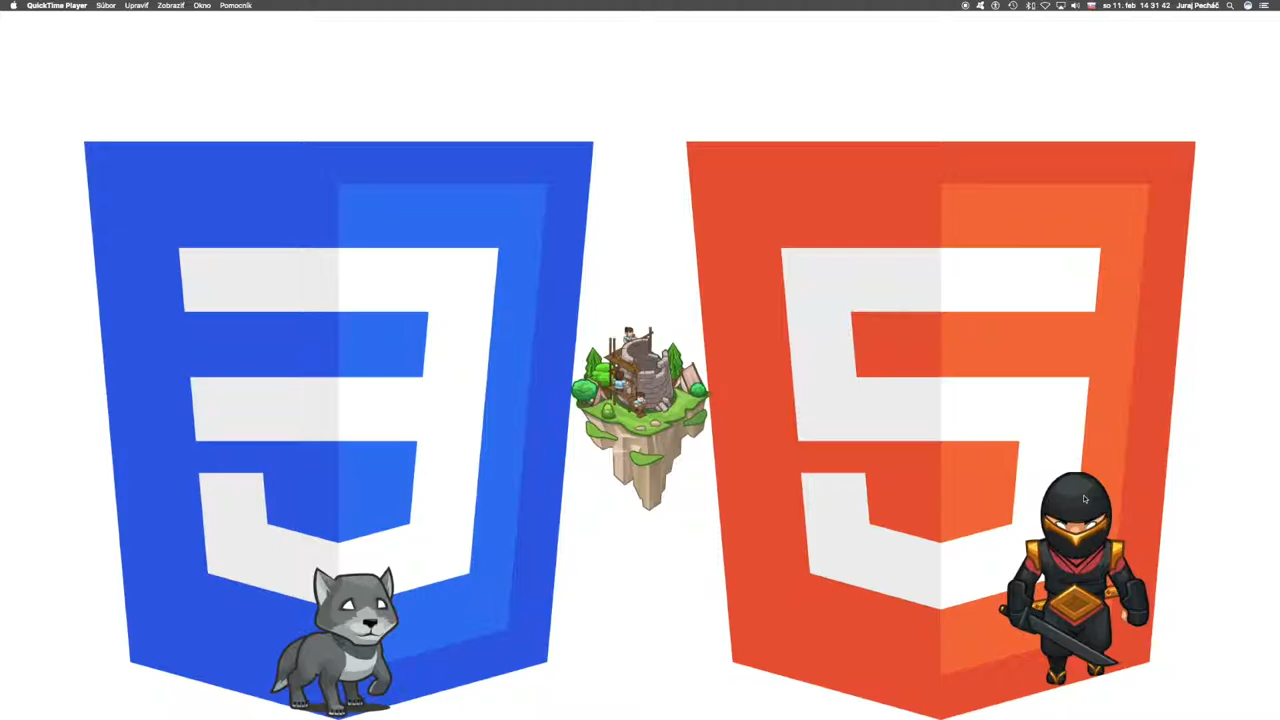 QuickTime Player Súbor Upraviť Zobraziť Okno Pomocník so 11. feb 14 31 42 Juraj Pecháč